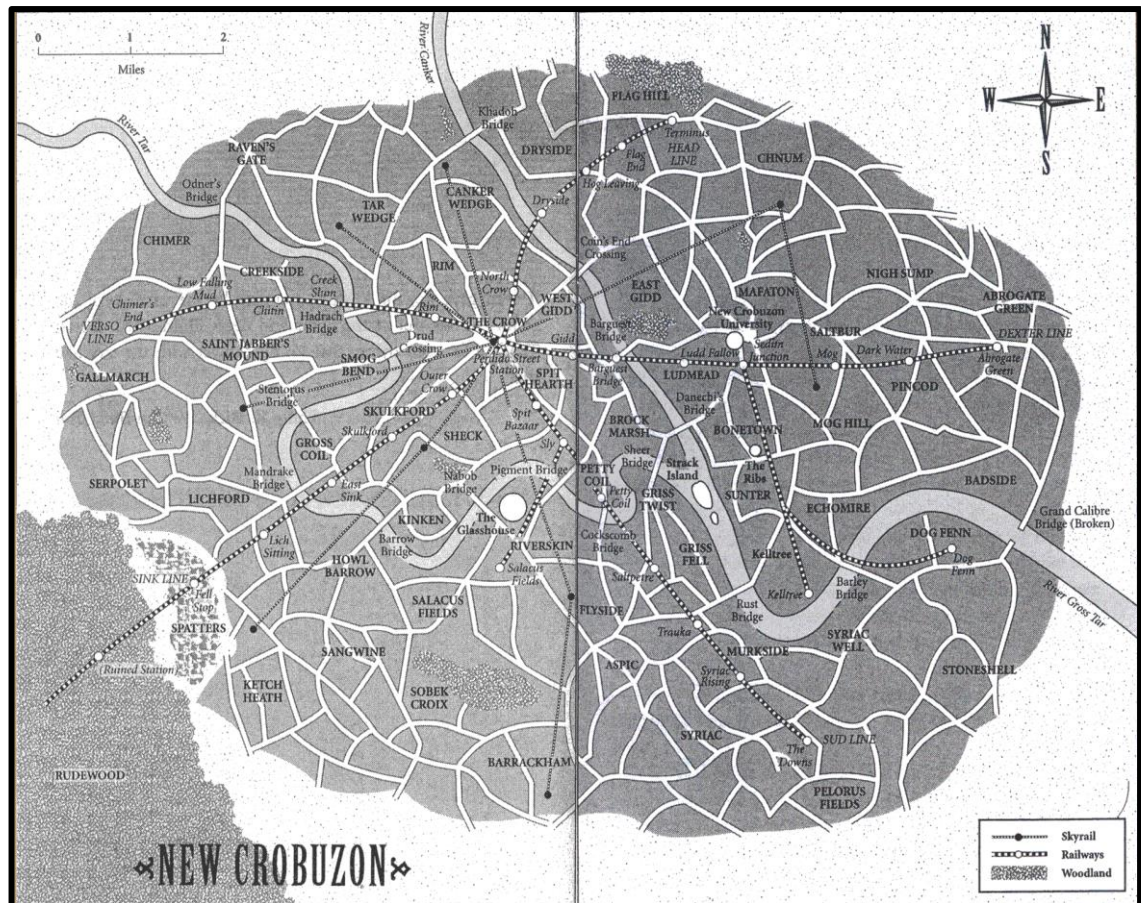 0 1 2
Miles
N
W E
S
River Canker
River Tar
Khadoh
Bridge
FLAG HILL
Terminus
HEAD
LINE
Flag
End
Hog Leaving
DRYSIDE
CHNUM
RAVEN'S
GATE
Odner's
Bridge
CANKER
WEDGE
TAR
WEDGE
Dryside
CHIMER
RIM
North
Crow
Coin's End
Crossing
EAST
GIDD
WEST
GIDD
NIGH SUMP
MAFATON
New Crobuzon
University
ABROGATE
GREEN
DEXTER LINE
Abrogate
Green
CREEKSIDE
Low Falling
Mud
Creek
Slum
Chitin
Hadrach
Bridge
Rim
Chimer's
End
VERSO
LINE
THE CROW
Perdido Street
Station
Gidd
Barguest
Bridge
Barguest
Bridge
SALTBUR
Sedim
Junction
Ludd Fallow
LUDMEAD
Mog
Dark Water
PINCOD
SAINT JABBER'S
MOUND
Drud
Crossing
SMOG
BEND
GALLMARCH
Stentorus
Bridge
Outer
Crow
SPIT
HEARTH
Spit
Bazaar
Danechi's
Bridge
BONETOWN
MOG HILL
SKULKFORD
Skulkford
SHECK
Sly
BROCK
MARSH
GROSS
COIL
Mandrake
Bridge
East
Sink
Nabob
Bridge
Pigment Bridge
PETTY
COIL
Petty
Coil
Sheer
Bridge
Strack
Island
The
Ribs
SUNTER
BADSIDE
SERPOLET
LICHFORD
KINKEN
The
Glasshouse
GRISS
TWIST
ECHOMIRE
Grand Calibre
Bridge (Broken)
Lich
Sitting
Barrow
Bridge
RIVERSKIN
Cockscomb
Bridge
GRISS
FELL
Kelltree
DOG FENN
Dog
Fenn
HOWL
BARROW
Salacus
Fields
SINK LINE
Fell
Stop
SPATTERS
SALACUS
FIELDS
FLYSIDE
Saltpetre
Kelltree
Rust
Bridge
Barley
Bridge
River Gross Tar
(Ruined Station)
SANGWINE
Trauka
MURKSIDE
SYRIAC
WELL
ASPIC
Syriac
Rising
STONESHELL
KETCH
HEATH
SOBEK
CROIX
SYRIAC
The
Downs
SUD LINE
BARRACKHAM
PELORUS
FIELDS
RUDEWOOD
NEW CROBUZON
Skyrail
Railways
Woodland